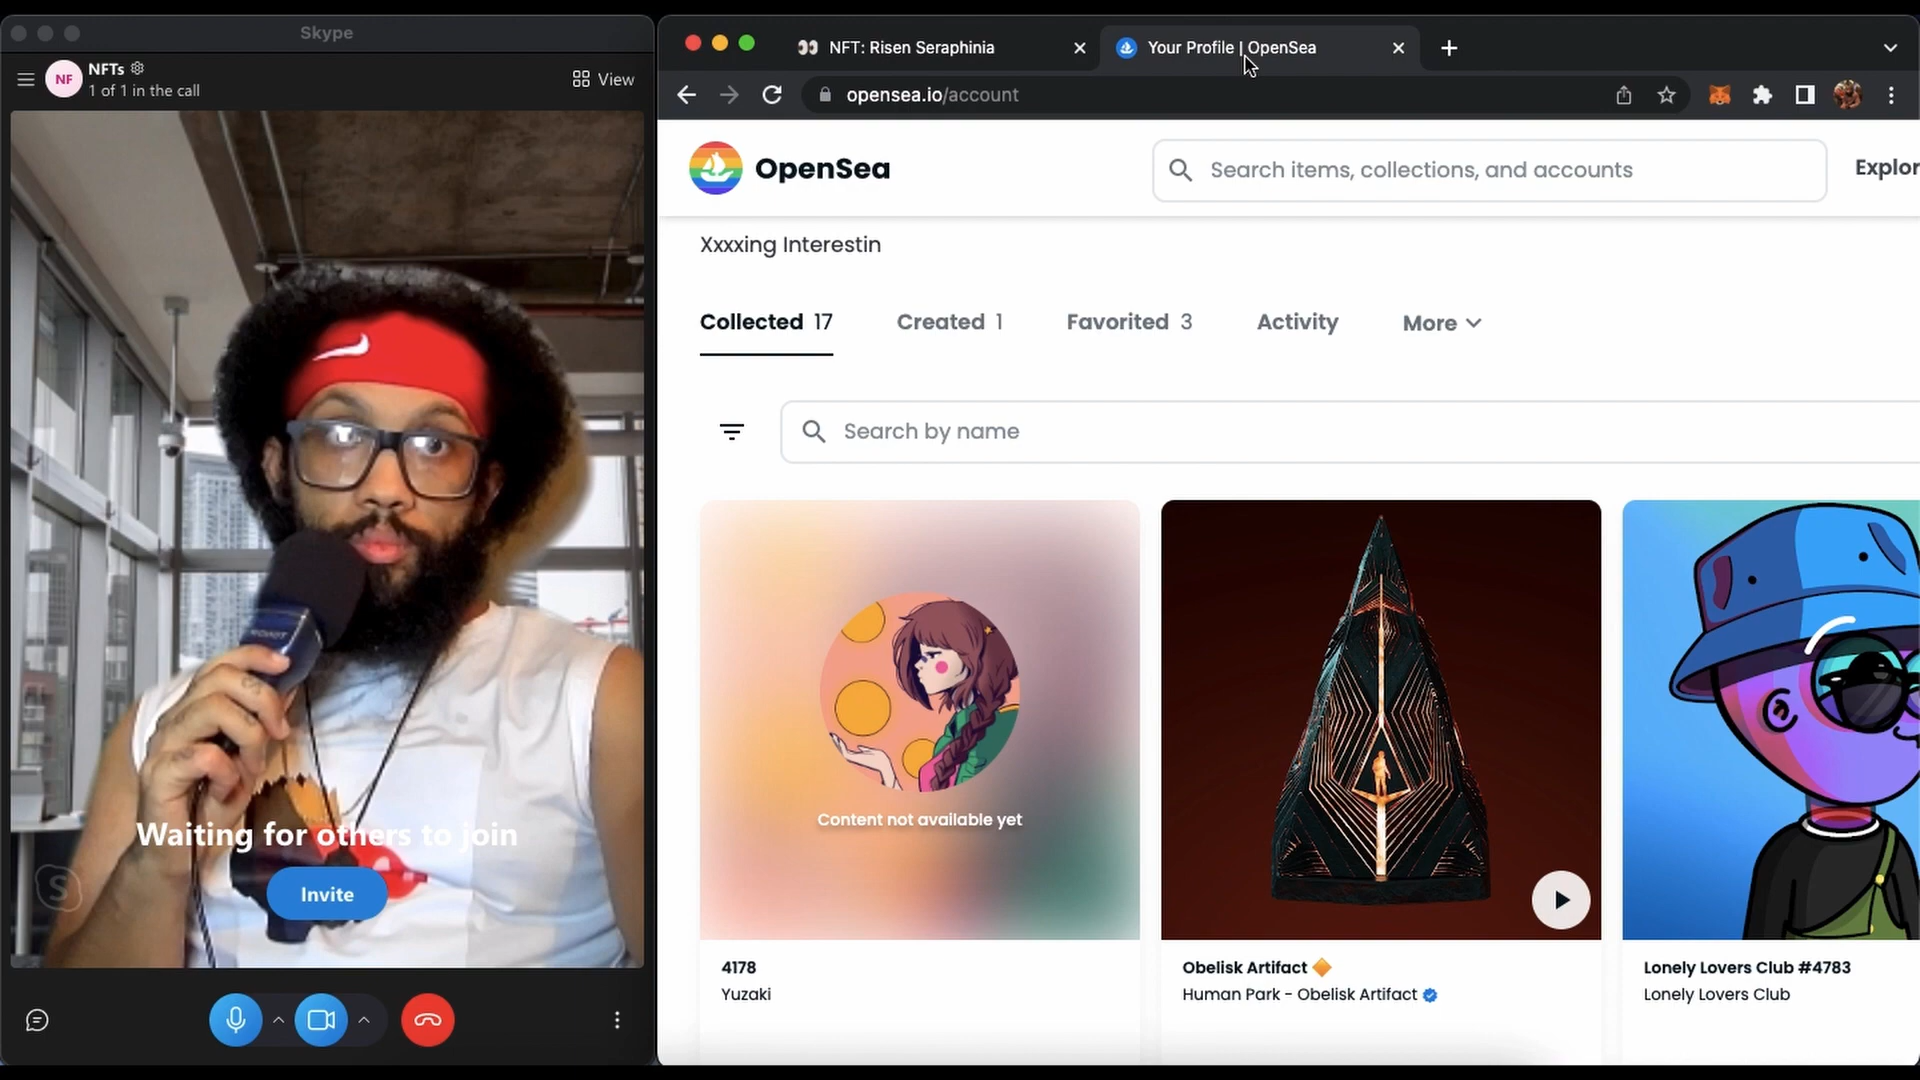 Skype
NF
NFTs
1 of 1 in the call
View
Waiting for others to join
Invite
NFT: Risen Seraphinia
Your Profile | OpenSea
opensea.io/account
OpenSea
Search items, collections, and accounts
Explor
Xxxxing Interestin
Collected 17
Created 1
Favorited 3
Activity
More
Search by name
Content not available yet
4178
Yuzaki
Obelisk Artifact
Human Park - Obelisk Artifact
Lonely Lovers Club #4783
Lonely Lovers Club